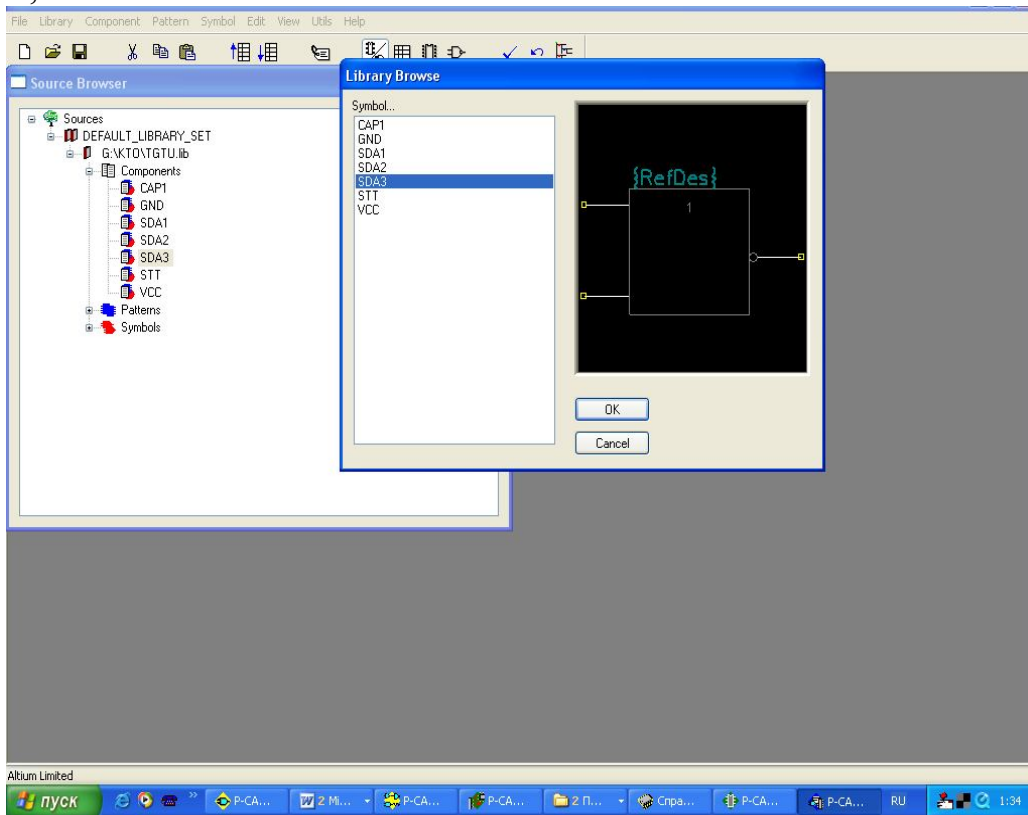 File Library Component Pattern Symbol Edit View Utils Help
Source Browser
Sources
DEFAULT_LIBRARY_SET
G:\KTO\TGTU.lib
Components
CAP1
GND
SDA1
SDA2
SDA3
STT
VCC
Patterns
Symbols
Library Browse
Symbol...
CAP1
GND
SDA1
SDA2
SDA3
STT
VCC
{RefDes}
1
OK
Cancel
Altium Limited
пуск
P-CA...
2 Mi...
P-CA...
P-CA...
2 П...
Спра...
P-CA...
P-CA...
RU
1:34